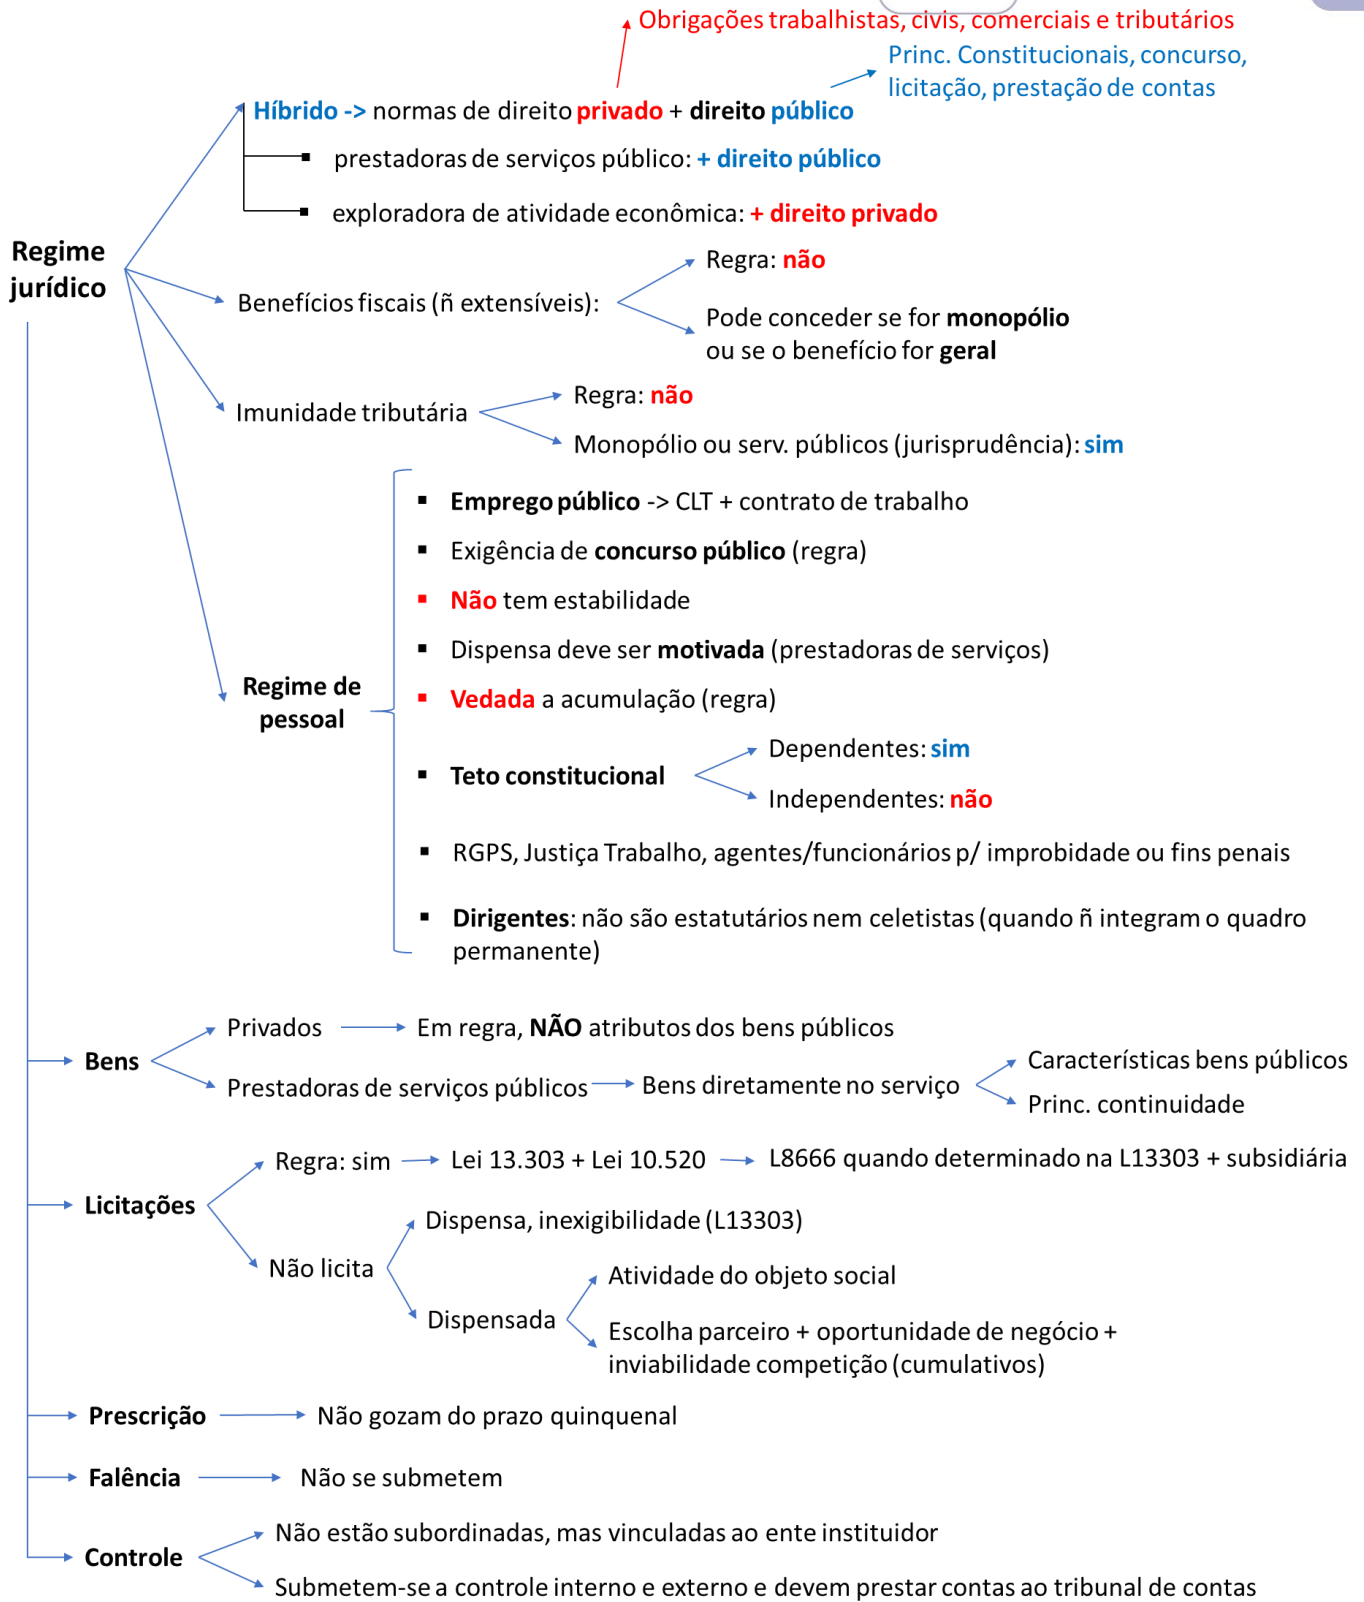 Obrigações trabalhistas, civis, comerciais e tributários
Princ. Constitucionais, concurso,
licitação, prestação de contas
Híbrido -> normas de direito privado + direito público
▪ prestadoras de serviços público: + direito público
▪ exploradora de atividade econômica: + direito privado
Regime
jurídico
Benefícios fiscais (ñ extensíveis):
Regra: não
Pode conceder se for monopólio
ou se o benefício for geral
Imunidade tributária
Regra: não
Monopólio ou serv. públicos (jurisprudência): sim
Regime de
pessoal
▪ Emprego público -> CLT + contrato de trabalho
▪ Exigência de concurso público (regra)
▪ Não tem estabilidade
▪ Dispensa deve ser motivada (prestadoras de serviços)
▪ Vedada a acumulação (regra)
▪ Teto constitucional
Dependentes: sim
Independentes: não
▪ RGPS, Justiça Trabalho, agentes/funcionários p/ improbidade ou fins penais
▪ Dirigentes: não são estatutários nem celetistas (quando ñ integram o quadro
permanente)
Bens
Privados
Em regra, NÃO atributos dos bens públicos
Prestadoras de serviços públicos
Bens diretamente no serviço
Características bens públicos
Princ. continuidade
Licitações
Regra: sim
Lei 13.303 + Lei 10.520
L8666 quando determinado na L13303 + subsidiária
Não licita
Dispensa, inexigibilidade (L13303)
Dispensada
Atividade do objeto social
Escolha parceiro + oportunidade de negócio +
inviabilidade competição (cumulativos)
Prescrição
Não gozam do prazo quinquenal
Falência
Não se submetem
Controle
Não estão subordinadas, mas vinculadas ao ente instituidor
Submetem-se a controle interno e externo e devem prestar contas ao tribunal de contas